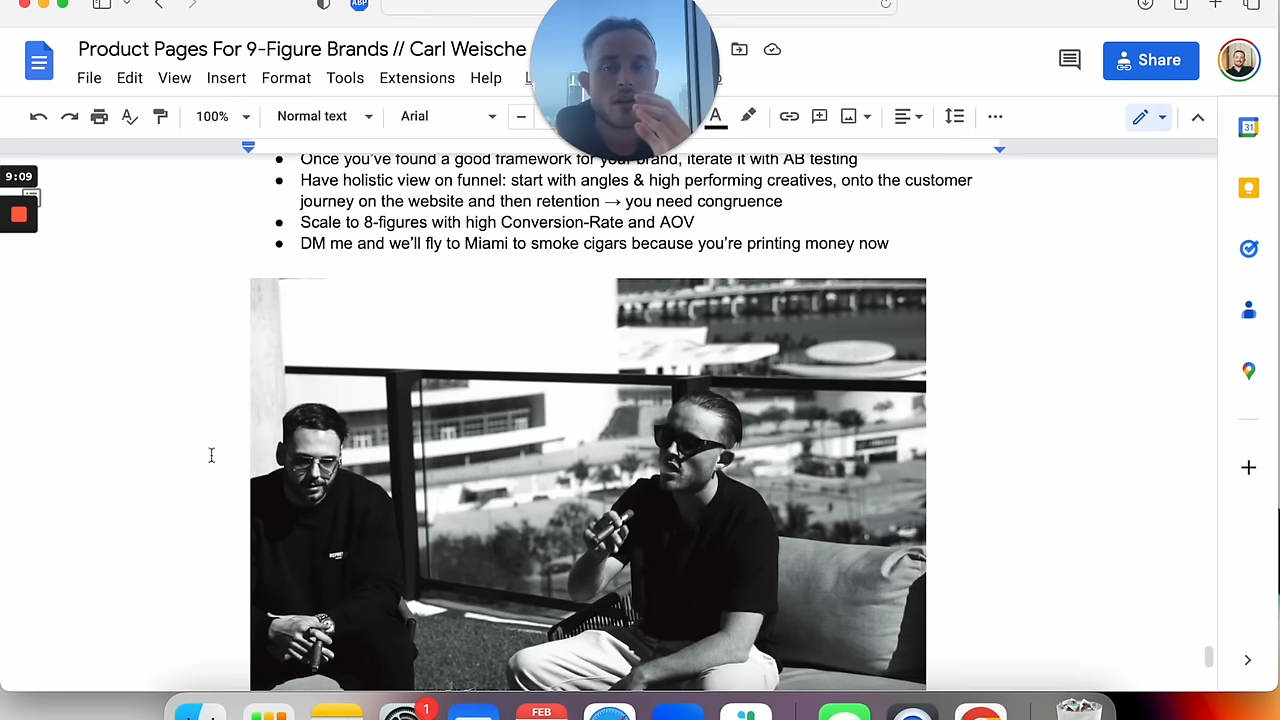 ABP
Product Pages For 9-Figure Brands // Carl Weische
File Edit View Insert Format Tools Extensions Help
Share
100% Normal text Arial
A
31
9:09
Once you've found a good framework for your brand, iterate it with AB testing
Have holistic view on funnel: start with angles & high performing creatives, onto the customer
journey on the website and then retention → you need congruence
Scale to 8-figures with high Conversion-Rate and AOV
DM me and we'll fly to Miami to smoke cigars because you're printing money now
1
FEB